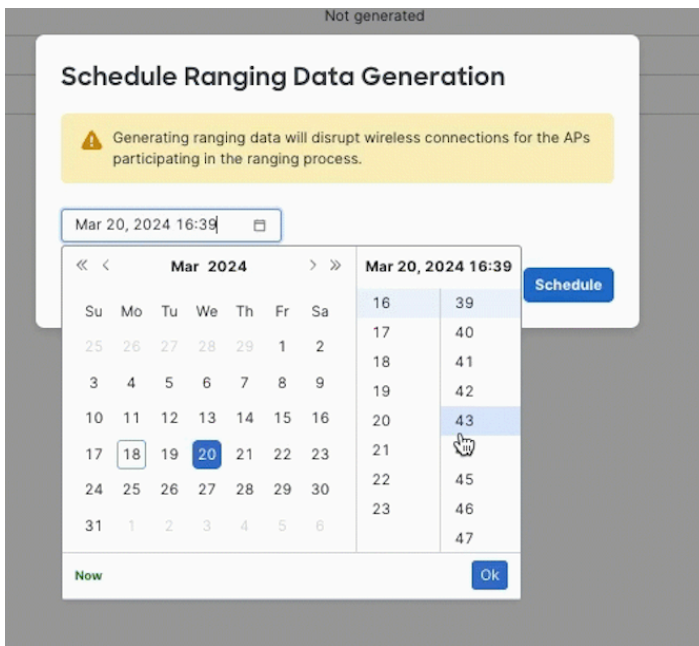 Not generated
Schedule Ranging Data Generation
Generating ranging data will disrupt wireless connections for the APs
participating in the ranging process.
Mar 20, 2024 16:39
« < Mar 2024 > »
Su Mo Tu We Th Fr Sa
25 26 27 28 29 1 2
3 4 5 6 7 8 9
10 11 12 13 14 15 16
17 18 19 20 21 22 23
24 25 26 27 28 29 30
31 1 2 3 4 5 6
Now
Mar 20, 2024 16:39
16 39
17 40
18 41
19 42
20 43
21
22 45
23 46
47
Ok
Schedule